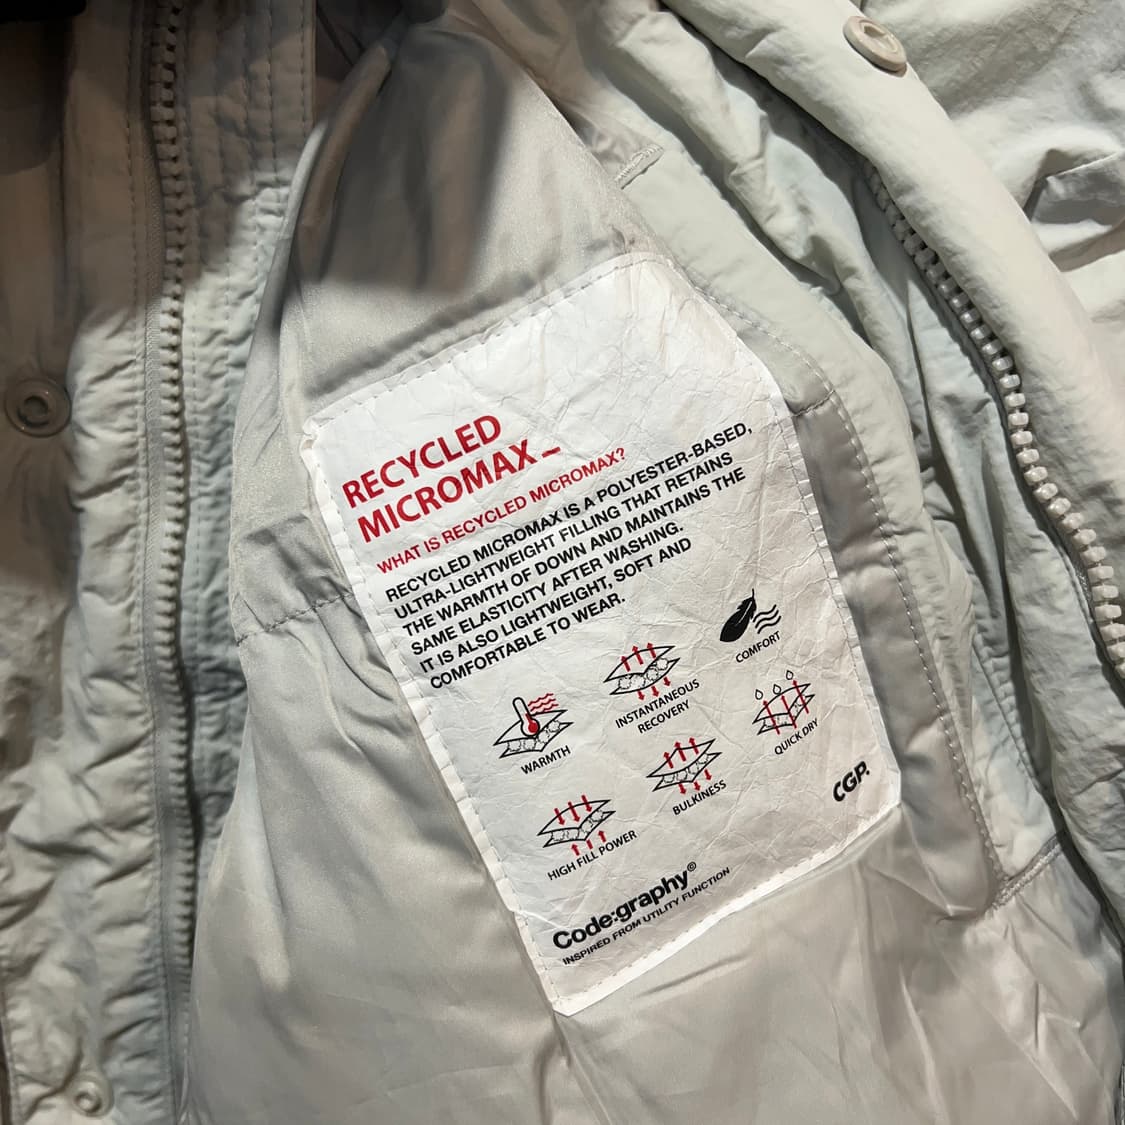 RECYCLED
MICROMAX_
WHAT IS RECYCLED MICROMAX?
RECYCLED MICROMAX IS A POLYESTER-BASED,
ULTRA-LIGHTWEIGHT FILLING THAT RETAINS
THE WARMTH OF DOWN AND MAINTAINS THE
SAME ELASTICITY AFTER WASHING.
IT IS ALSO LIGHTWEIGHT, SOFT AND
COMFORTABLE TO WEAR.
WARMTH
INSTANTANEOUS
RECOVERY
COMFORT
HIGH FILL POWER
BULKINESS
QUICK DRY
CGP.
Code:graphy©
INSPIRED FROM UTILITY FUNCTION